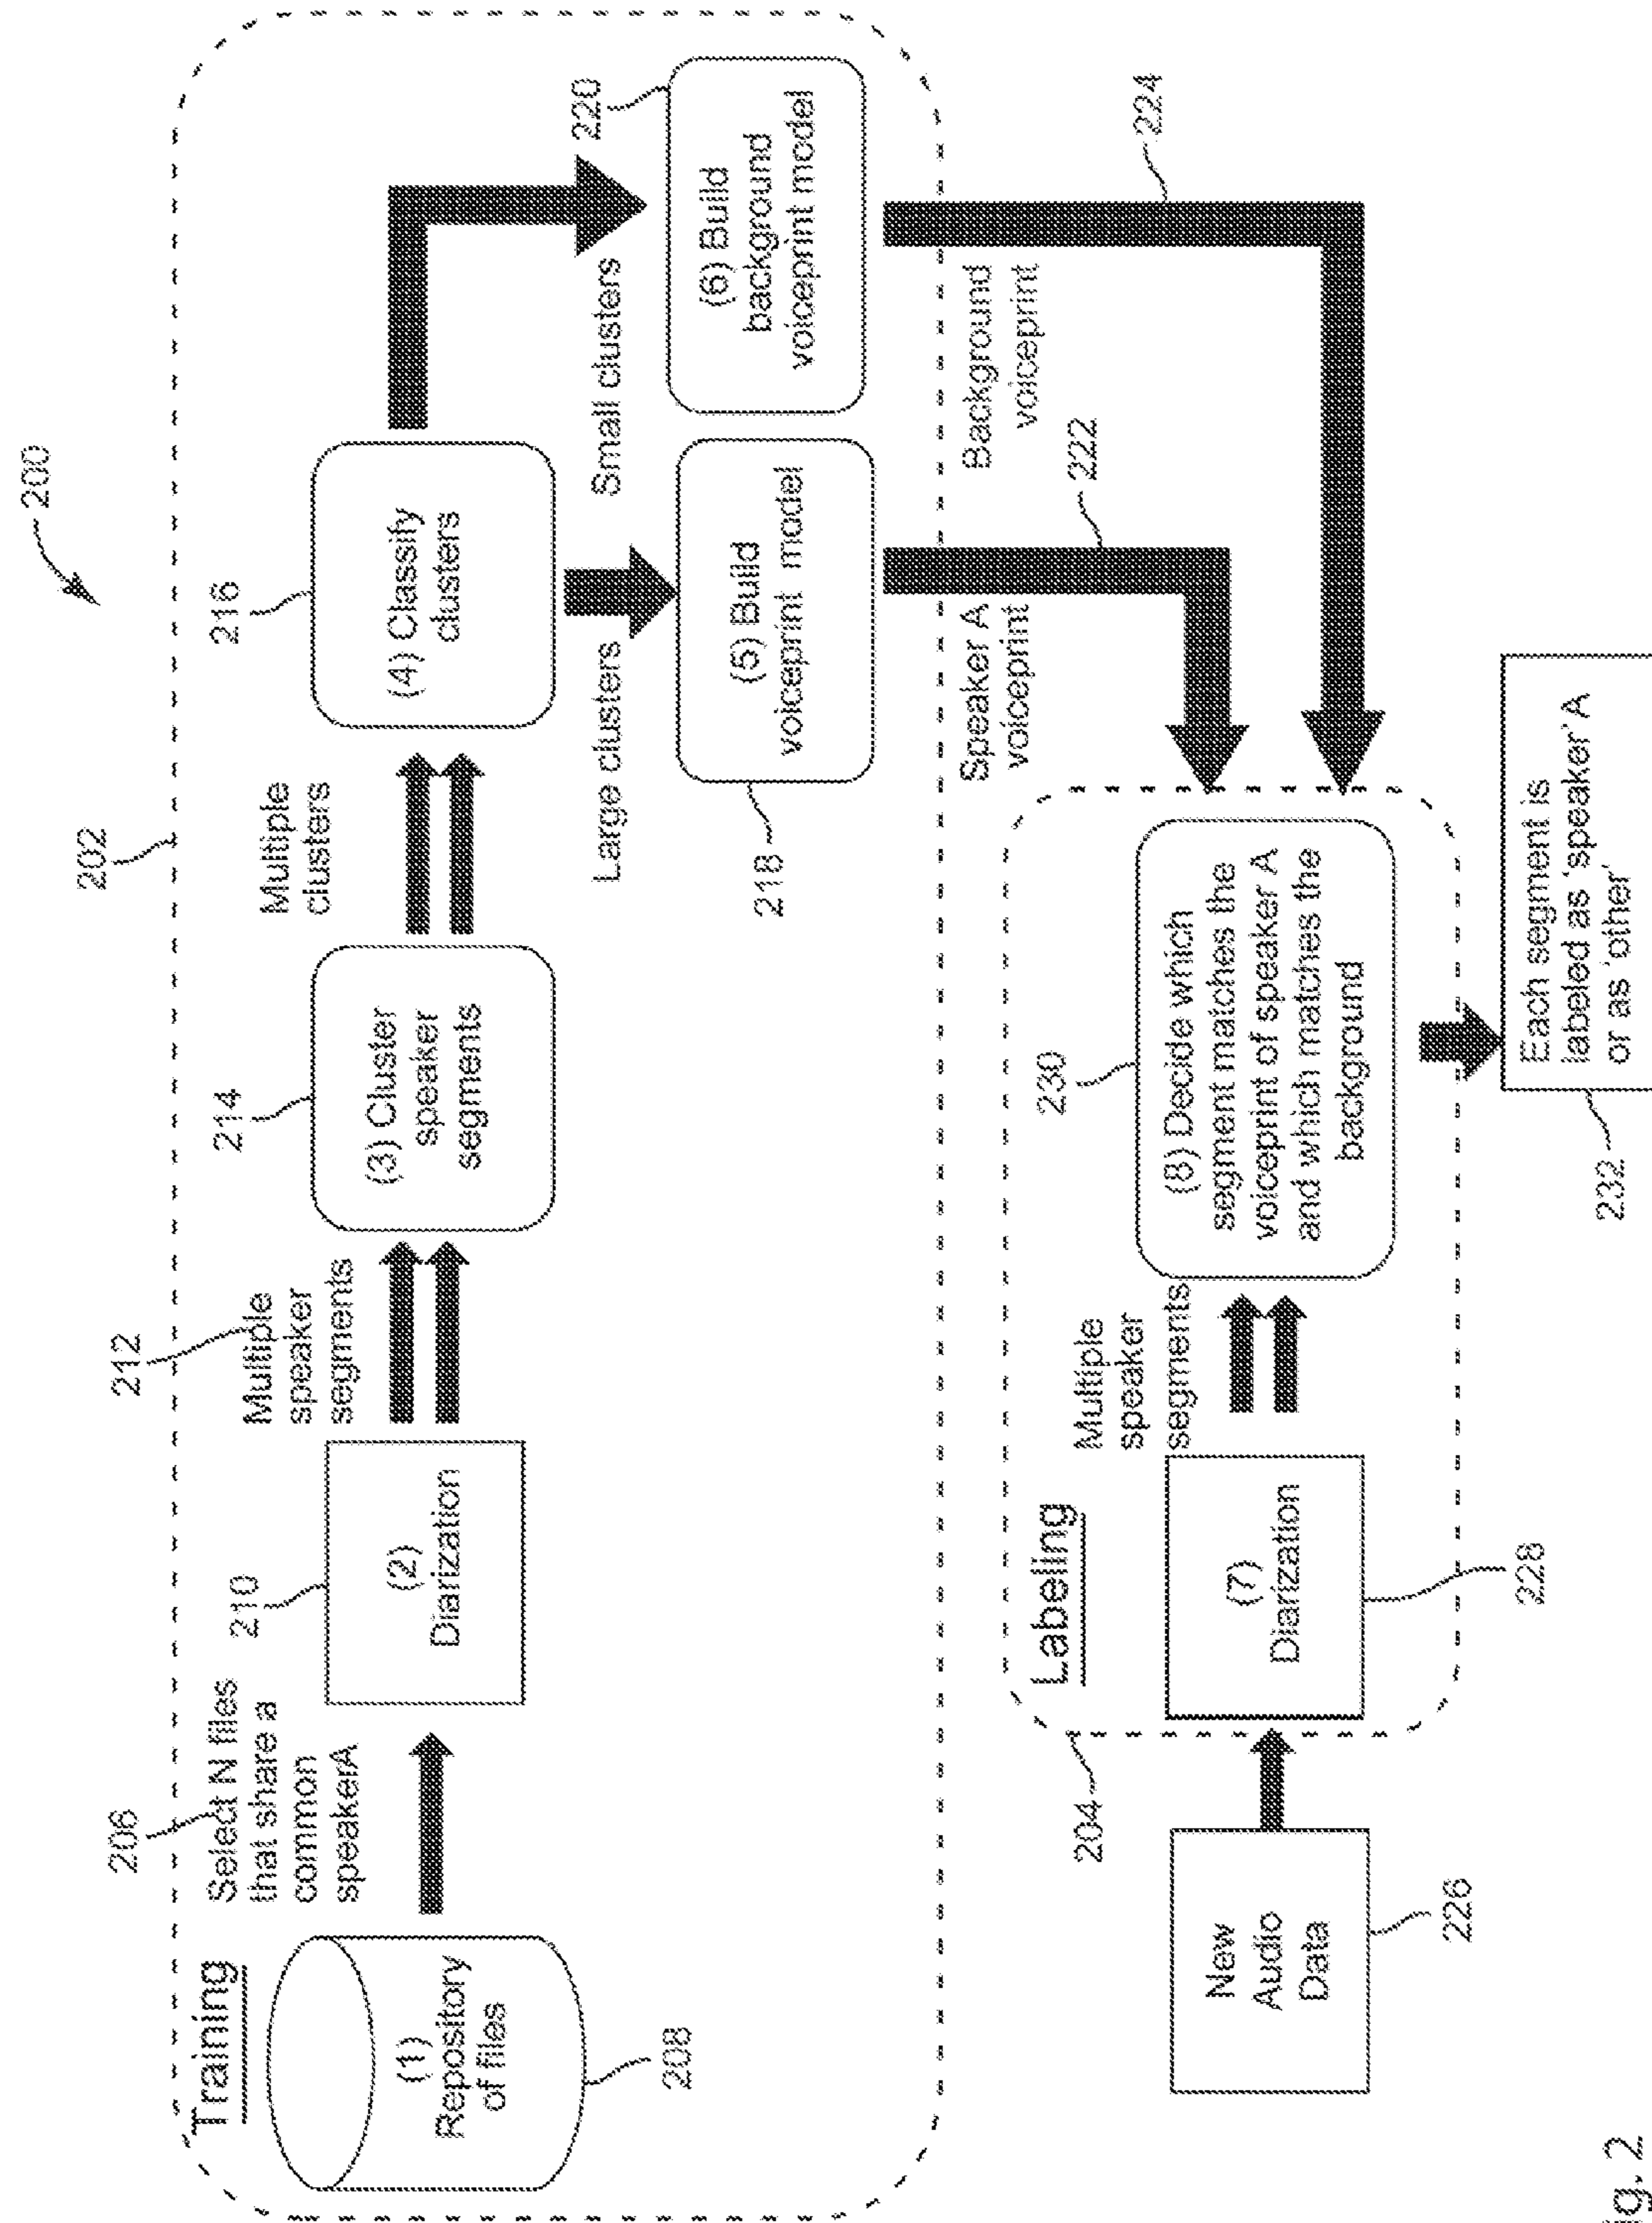 200
202
Training
206
Select N files
that share a
common
speakerA
(1)
Repository
of files
208
210
(2)
Diarization
212
Multiple
speaker
segments
214
(3) Cluster
speaker
segments
Multiple
clusters
216
(4) Classify
clusters
Large clusters
Small clusters
218
(5) Build
voiceprint model
220
(6) Build
background
voiceprint model
Speaker A
voiceprint
222
Background
voiceprint
224
204
Labeling
New
Audio
Data
226
(7)
Diarization
228
Multiple
speaker
segments
230
(8) Decide which
segment matches the
voiceprint of speaker A
and which matches the
background
232
Each segment is
labeled as 'speaker' A
or as 'other'
ig. 2